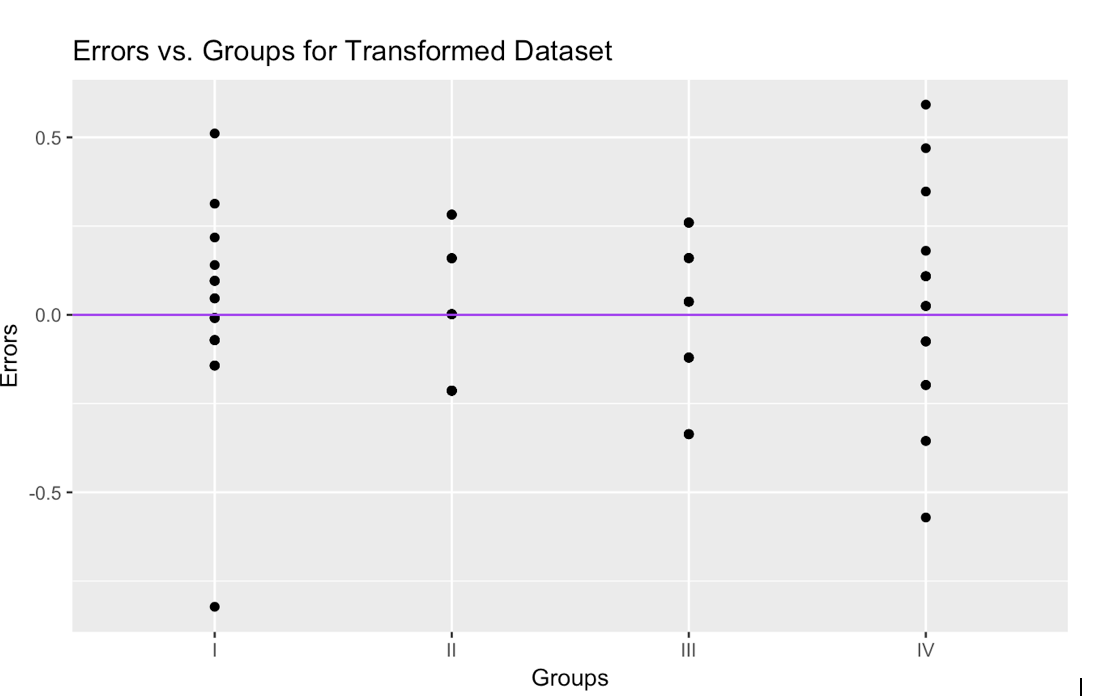 Errors vs. Groups for Transformed Dataset
0.5
0.0
-0.5
Errors
I
II
III
IV
Groups